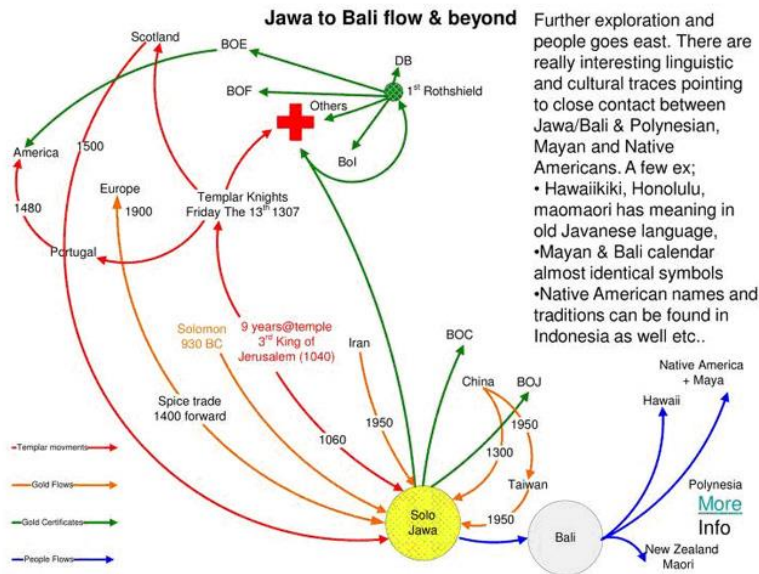 Jawa to Bali flow & beyond
Further exploration and
people goes east. There are
really interesting linguistic
and cultural traces pointing
to close contact between
Jawa/Bali & Polynesian,
Mayan and Native
Americans. A few ex;
• Hawaiikiki, Honolulu,
maomaori has meaning in
old Javanese language,
•Mayan & Bali calendar
almost identical symbols
•Native American names and
traditions can be found in
Indonesia as well etc..
Scotland
BOE
DB
BOF
1st Rothshield
Others
BoI
America
1500
Europe
1900
1480
Portugal
Templar Knights
Friday The 13th 1307
Solomon
930 BC
9 years@temple
3rd King of
Jerusalem (1040)
Iran
BOC
China
BOJ
Spice trade
1400 forward
1950
1060
1950
1300
Taiwan
1950
Native America
+ Maya
Hawaii
Polynesia
More
Info
New Zealand
Maori
Solo
Jawa
Bali
Templar movments
Gold Flows
Gold Certificates
People Flows